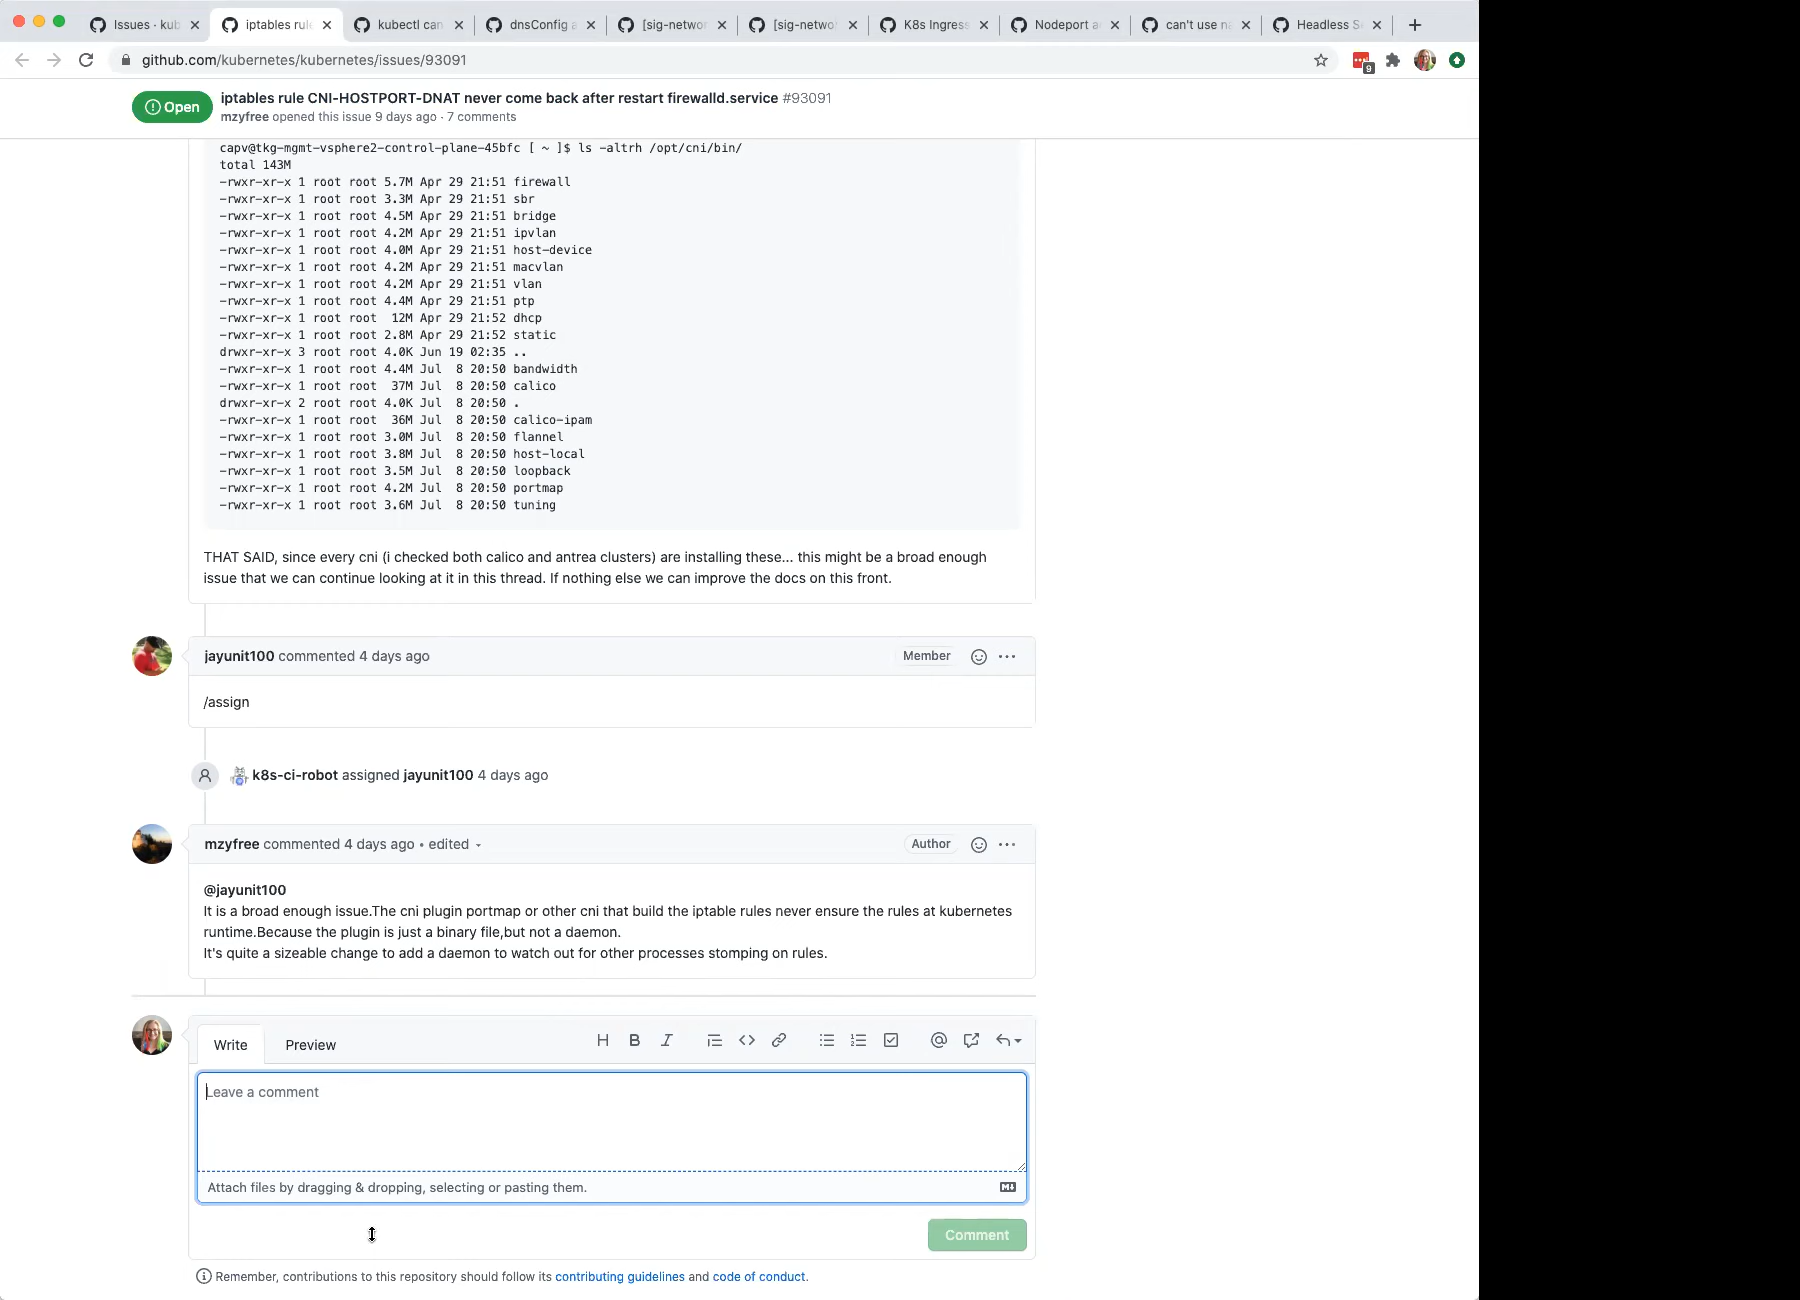 Issues · kub
iptables rul
kubectl can
dnsConfig a
[sig-networ
[sig-netwo
K8s Ingress
Nodeport a
can't use na
Headless S
github.com/kubernetes/kubernetes/issues/93091
9
Open
iptables rule CNI-HOSTPORT-DNAT never come back after restart firewalld.service #93091
mzyfree opened this issue 9 days ago · 7 comments
capv@tkg-mgmt-vsphere2-control-plane-45bfc [ ~ ]$ ls -altrh /opt/cni/bin/
total 143M
-rwxr-xr-x 1 root root 5.7M Apr 29 21:51 firewall
-rwxr-xr-x 1 root root 3.3M Apr 29 21:51 sbr
-rwxr-xr-x 1 root root 4.5M Apr 29 21:51 bridge
-rwxr-xr-x 1 root root 4.2M Apr 29 21:51 ipvlan
-rwxr-xr-x 1 root root 4.0M Apr 29 21:51 host-device
-rwxr-xr-x 1 root root 4.2M Apr 29 21:51 macvlan
-rwxr-xr-x 1 root root 4.2M Apr 29 21:51 vlan
-rwxr-xr-x 1 root root 4.4M Apr 29 21:51 ptp
-rwxr-xr-x 1 root root  12M Apr 29 21:52 dhcp
-rwxr-xr-x 1 root root 2.8M Apr 29 21:52 static
drwxr-xr-x 3 root root 4.0K Jun 19 02:35 ..
-rwxr-xr-x 1 root root 4.4M Jul  8 20:50 bandwidth
-rwxr-xr-x 1 root root  37M Jul  8 20:50 calico
drwxr-xr-x 2 root root 4.0K Jul  8 20:50 .
-rwxr-xr-x 1 root root  36M Jul  8 20:50 calico-ipam
-rwxr-xr-x 1 root root 3.0M Jul  8 20:50 flannel
-rwxr-xr-x 1 root root 3.8M Jul  8 20:50 host-local
-rwxr-xr-x 1 root root 3.5M Jul  8 20:50 loopback
-rwxr-xr-x 1 root root 4.2M Jul  8 20:50 portmap
-rwxr-xr-x 1 root root 3.6M Jul  8 20:50 tuning
THAT SAID, since every cni (i checked both calico and antrea clusters) are installing these... this might be a broad enough
issue that we can continue looking at it in this thread. If nothing else we can improve the docs on this front.
jayunit100 commented 4 days ago
Member
/assign
k8s-ci-robot assigned jayunit100 4 days ago
mzyfree commented 4 days ago • edited
Author
@jayunit100
It is a broad enough issue.The cni plugin portmap or other cni that build the iptable rules never ensure the rules at kubernetes
runtime.Because the plugin is just a binary file,but not a daemon.
It's quite a sizeable change to add a daemon to watch out for other processes stomping on rules.
Write
Preview
Leave a comment
Attach files by dragging & dropping, selecting or pasting them.
Comment
Remember, contributions to this repository should follow its contributing guidelines and code of conduct.